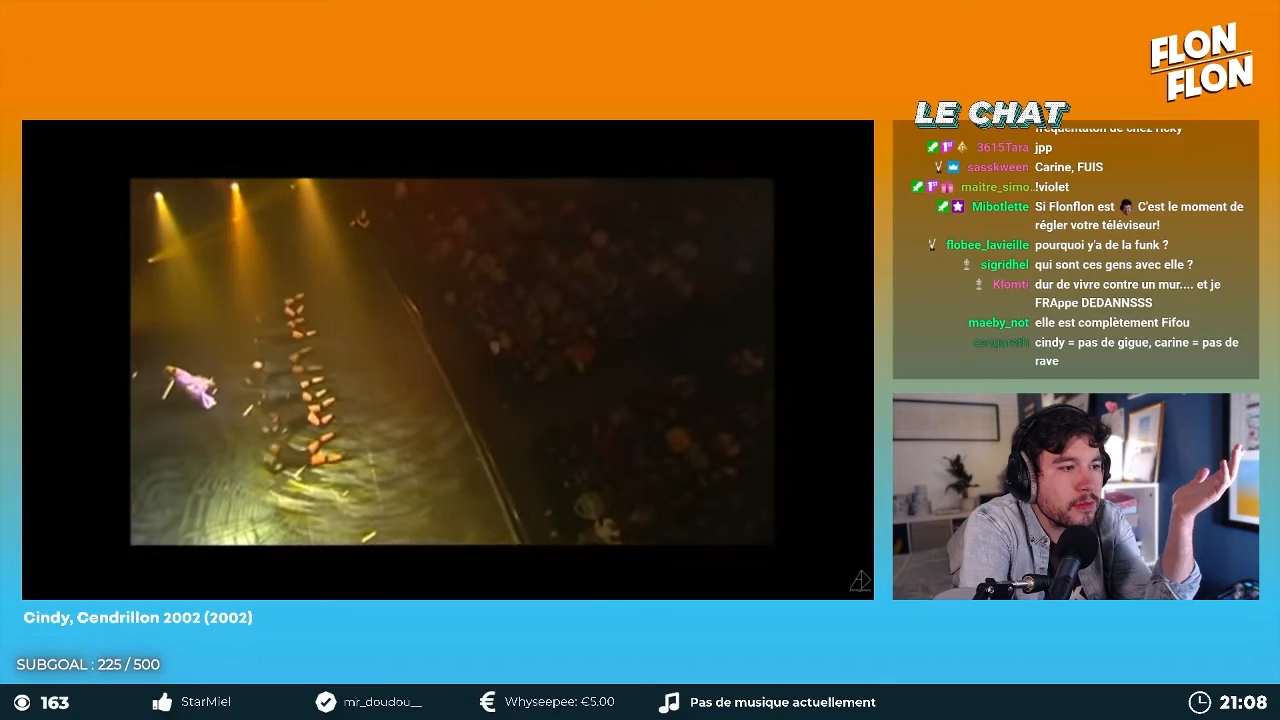 FLON
FLON
LE CHAT
3615Tara jpp
sasskween Carine, FUIS
maitre_simo.. !violet
Mibotlette Si Flonflon est C'est le moment de
régler votre téléviseur!
flobee_lavieille pourquoi y'a de la funk ?
sigridhel qui sont ces gens avec elle ?
Klomti dur de vivre contre un mur.... et je
FRAppe DEDANNSSS
maeby_not elle est complètement Fifou
cindy = pas de gigue, carine = pas de
rave
Cindy, Cendrillon 2002 (2002)
SUBGOAL : 225 / 500
163 StarMiel mr_doudou__ Whyseepee: €5.00 Pas de musique actuellement 21:08